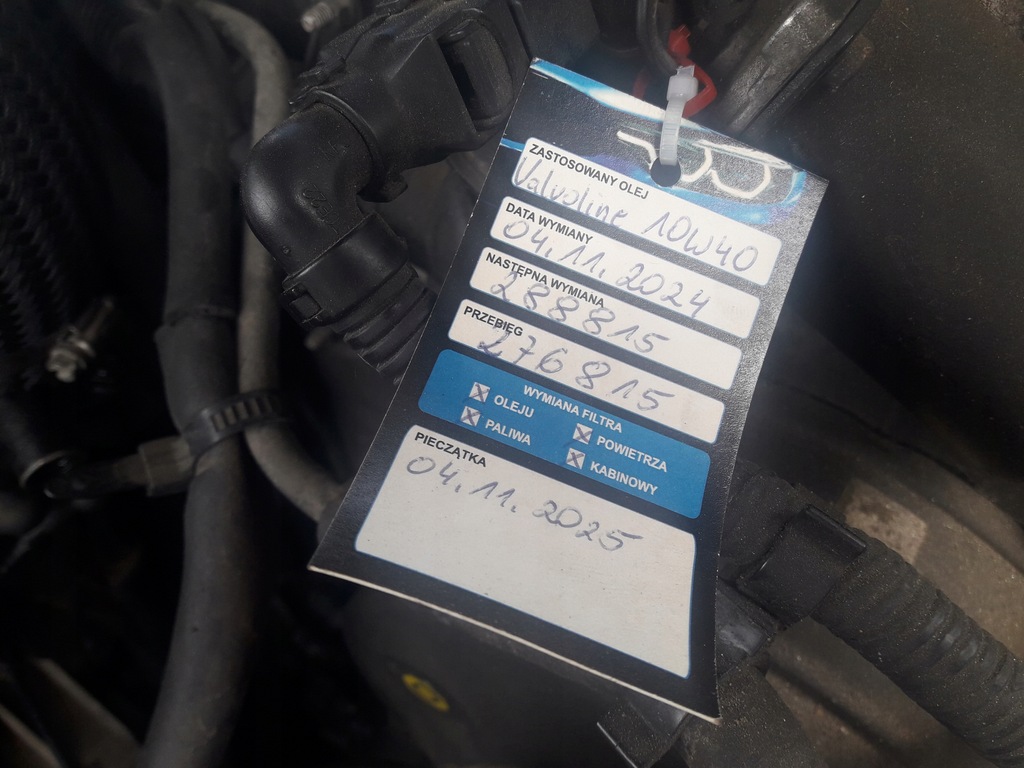 ZASTOSOWANY OLEJ
Valvoline 10W40
DATA WYMIANY
04.11.2024
NASTĘPNA WYMIANA
288815
PRZEBIEG
276815
WYMIANA FILTRA
OLEJU
POWIETRZA
PALIWA
KABINOWY
PIECZĄTKA
04.11.2025